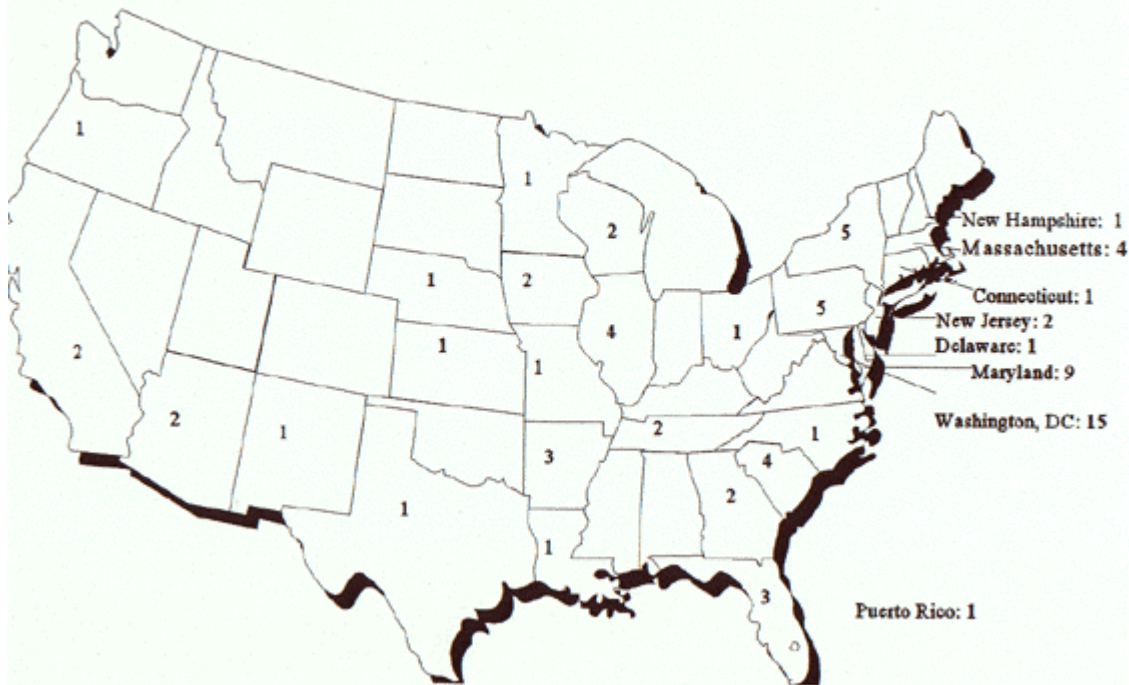 1
1
2
5
New Hampshire: 1
Massachusetts: 4
1
2
Connecticut: 1
5
New Jersey: 2
4
1
1
Delaware: 1
2
1
Maryland: 9
2
1
2
1
Washington, DC: 15
3
4
2
1
1
3
Puerto Rico: 1